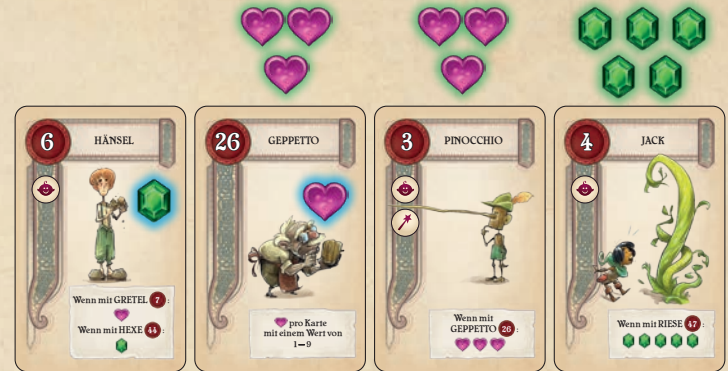 6
HÄNSEL
Wenn mit GRETEL 7:
Wenn mit HEXE 44:
26
GEPPETTO
pro Karte
mit einem Wert von
1–9
3
PINOCCHIO
Wenn mit
GEPPETTO 26:
4
JACK
Wenn mit RIESE 47: